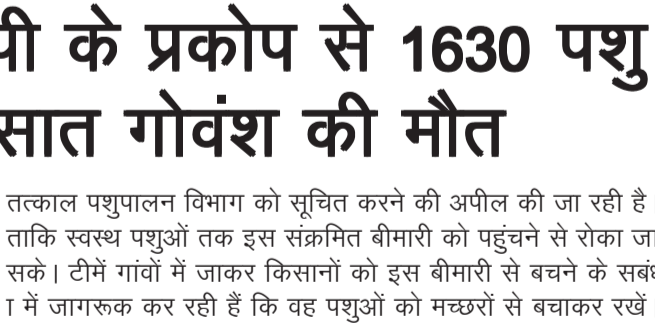 के प्रकोप से 1630 पशु
सात गोवंश की मौत
तत्काल पशुपालन विभाग को सूचित करने की अपील की जा रही है
ताकि स्वस्थ पशुओं तक इस संक्रमित बीमारी को पहुंचने से रोका जा
सके। टीमें गांवों में जाकर किसानों को इस बीमारी से बचने के
में जागरूक कर रही हैं कि वह पशुओं को मच्छरों से बचाकर रखें